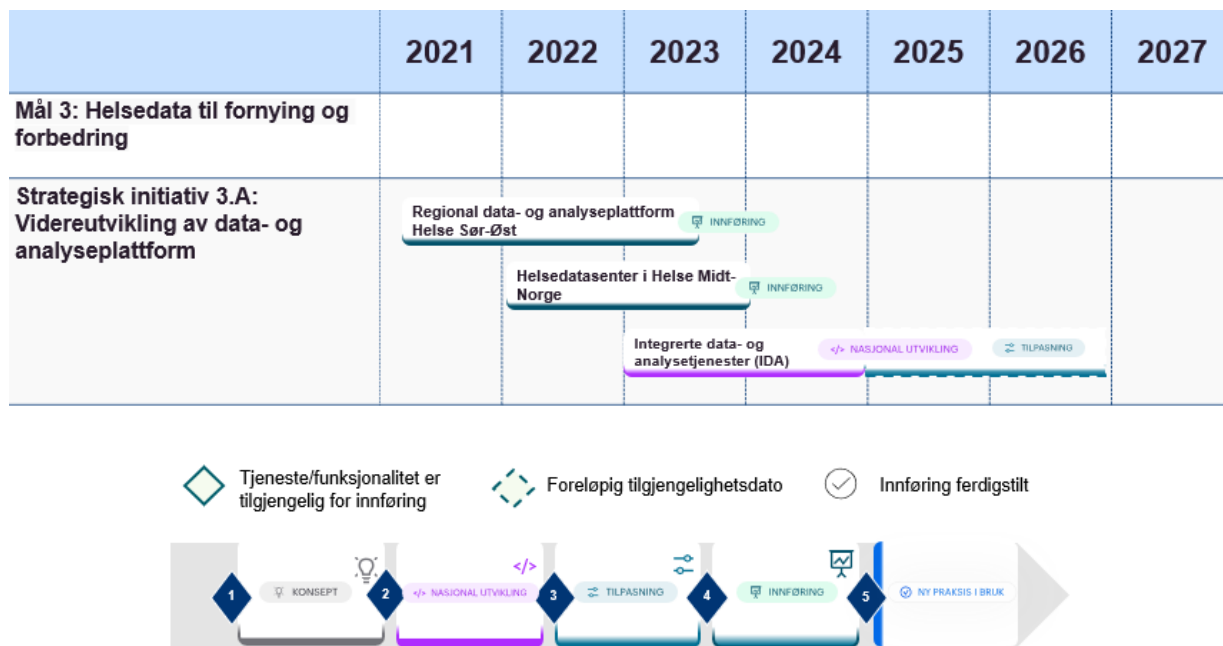 2021 2022 2023 2024 2025 2026 2027
Mål 3: Helsedata til fornying og
forbedring
Strategisk initiativ 3.A:
Videreutvikling av data- og
analyseplattform
Regional data- og analyseplattform
Helse Sør-Øst
INNFØRING
Helsedatasenter i Helse Midt-
Norge
INNFØRING
Integrerte data- og
analysetjenester (IDA)
</> NASJONAL UTVIKLING
TILPASNING
Tjeneste/funksjonalitet er
tilgjengelig for innføring
Foreløpig tilgjengelighetsdato
Innføring ferdigstilt
</>
1 KONSEPT 2 </> NASJONAL UTVIKLING 3 TILPASNING 4 INNFØRING 5 NY PRAKSIS I BRUK